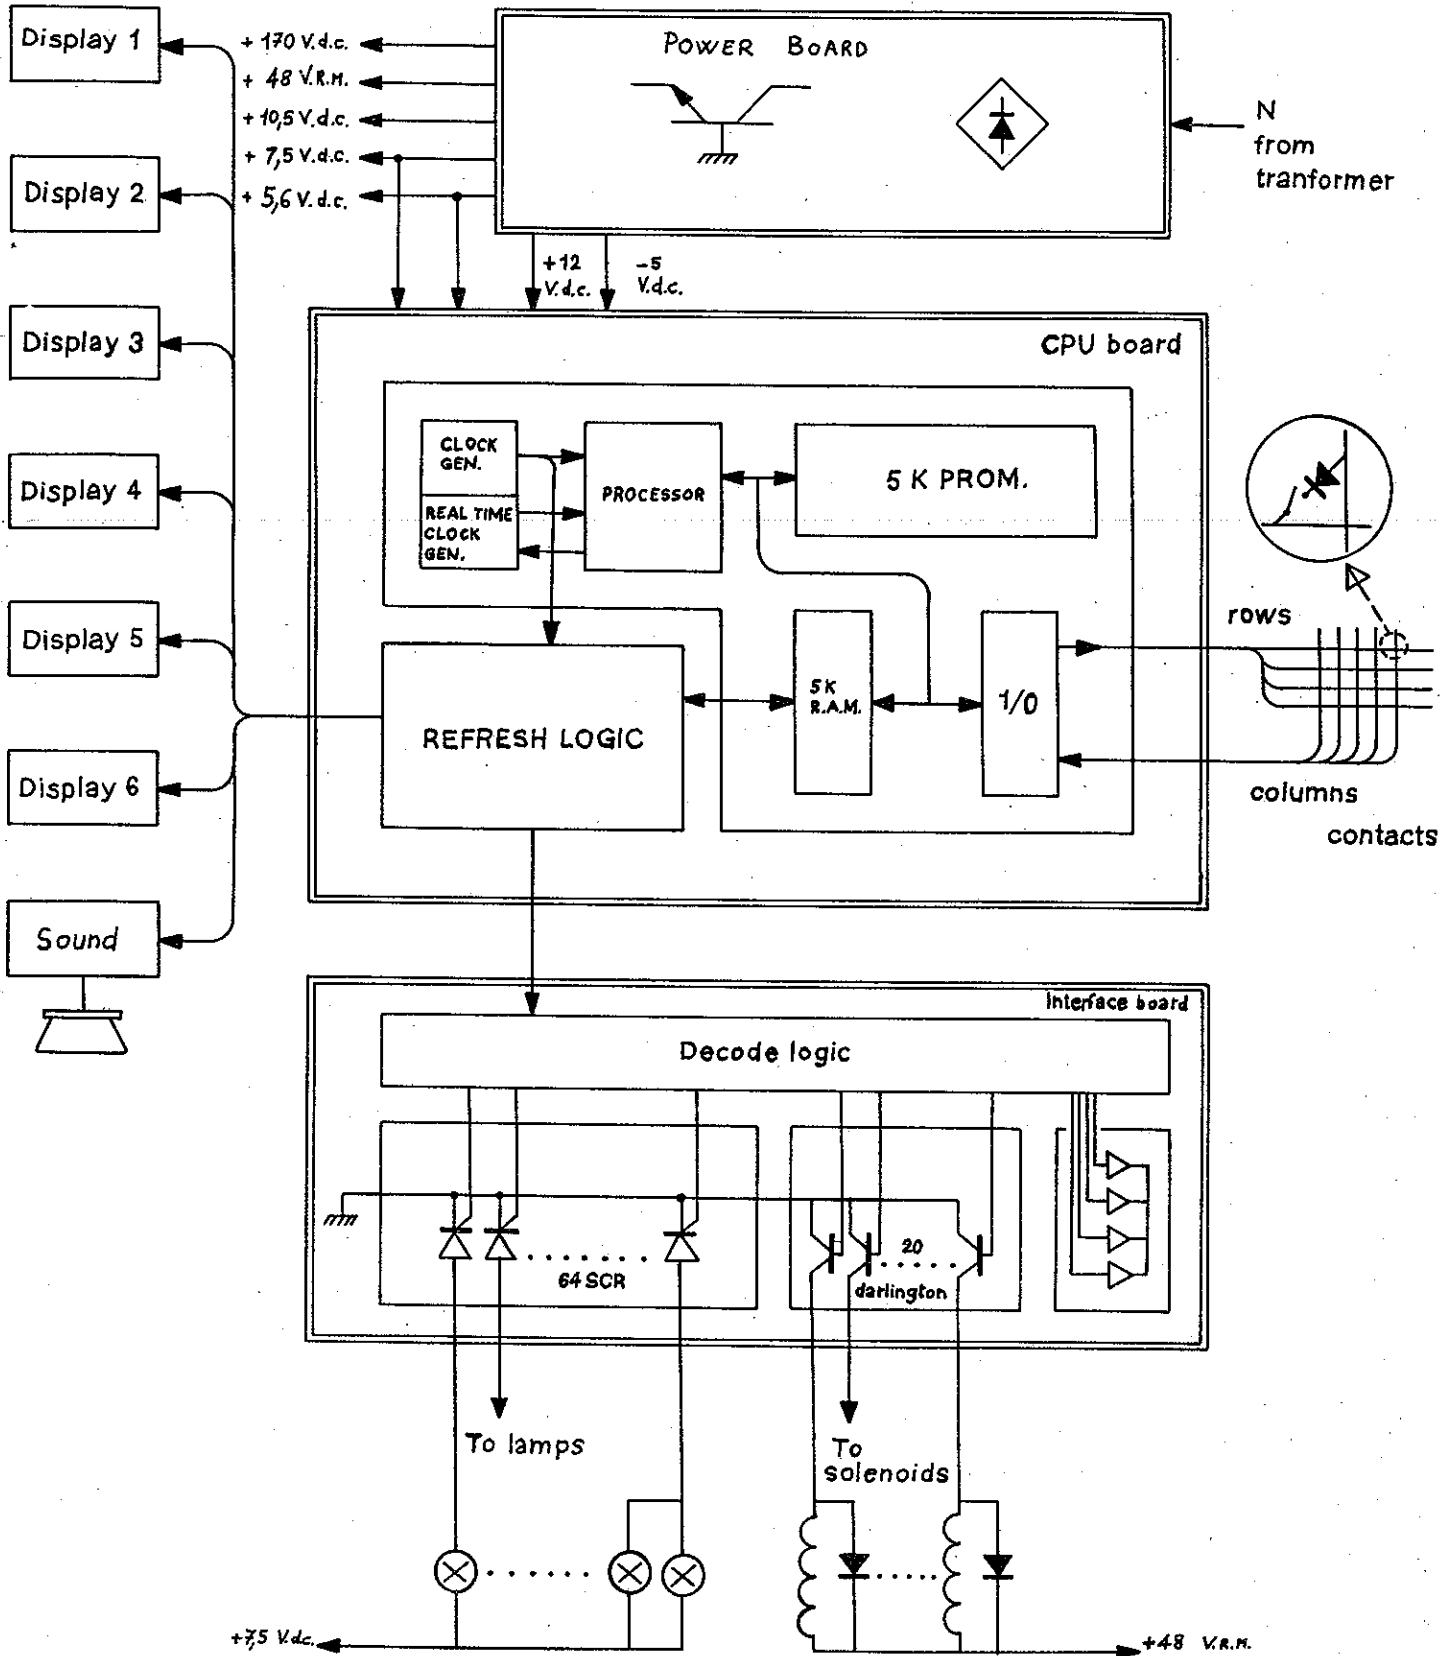 Display 1
Display 2
Display 3
Display 4
Display 5
Display 6
Sound
+ 170 V.d.c.
+ 48 V.R.M.
+ 10,5 V.d.c.
+ 7,5 V.d.c.
+ 5,6 V.d.c.
POWER BOARD
N
from
tranformer
+12
V.d.c.
-5
V.d.c.
CPU board
CLOCK
GEN.
REAL TIME
CLOCK
GEN.
PROCESSOR
5 K PROM.
REFRESH LOGIC
5K
R.A.M.
I/O
rows
columns
contacts
Interface board
Decode logic
64 SCR
20
darlington
To lamps
To
solenoids
+7,5 V.dc.
+48 V.R.M.